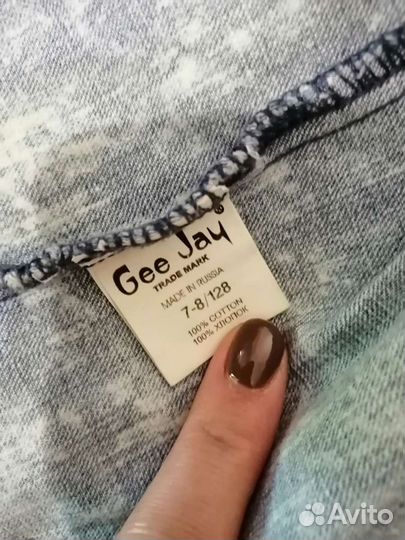 Gee Jay®
TRADE MARK
MADE IN RUSSIA
7-8/128
100% COTTON
100% ХЛОПОК
Avito